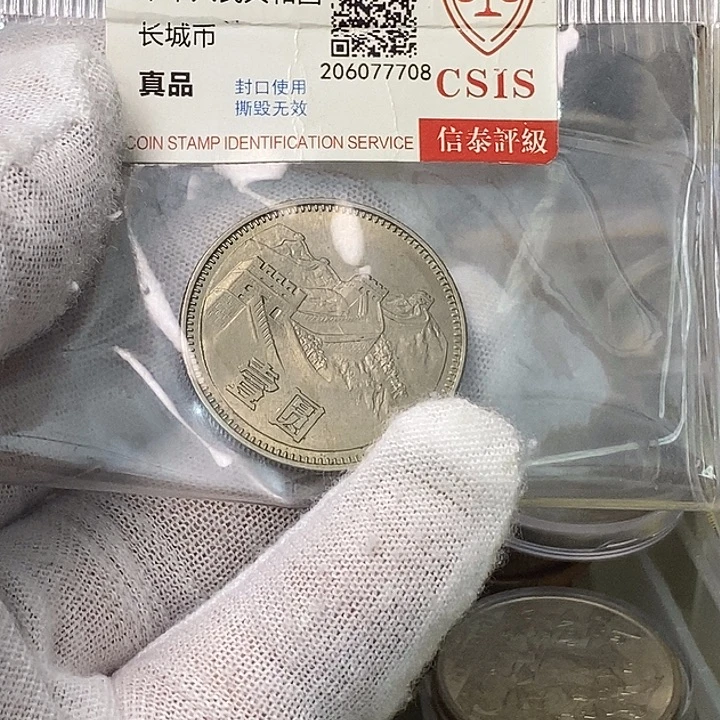 长城币
真品
封口使用
撕毁无效
206077708
CSIS
COIN STAMP IDENTIFICATION SERVICE
信泰評級
壹圓